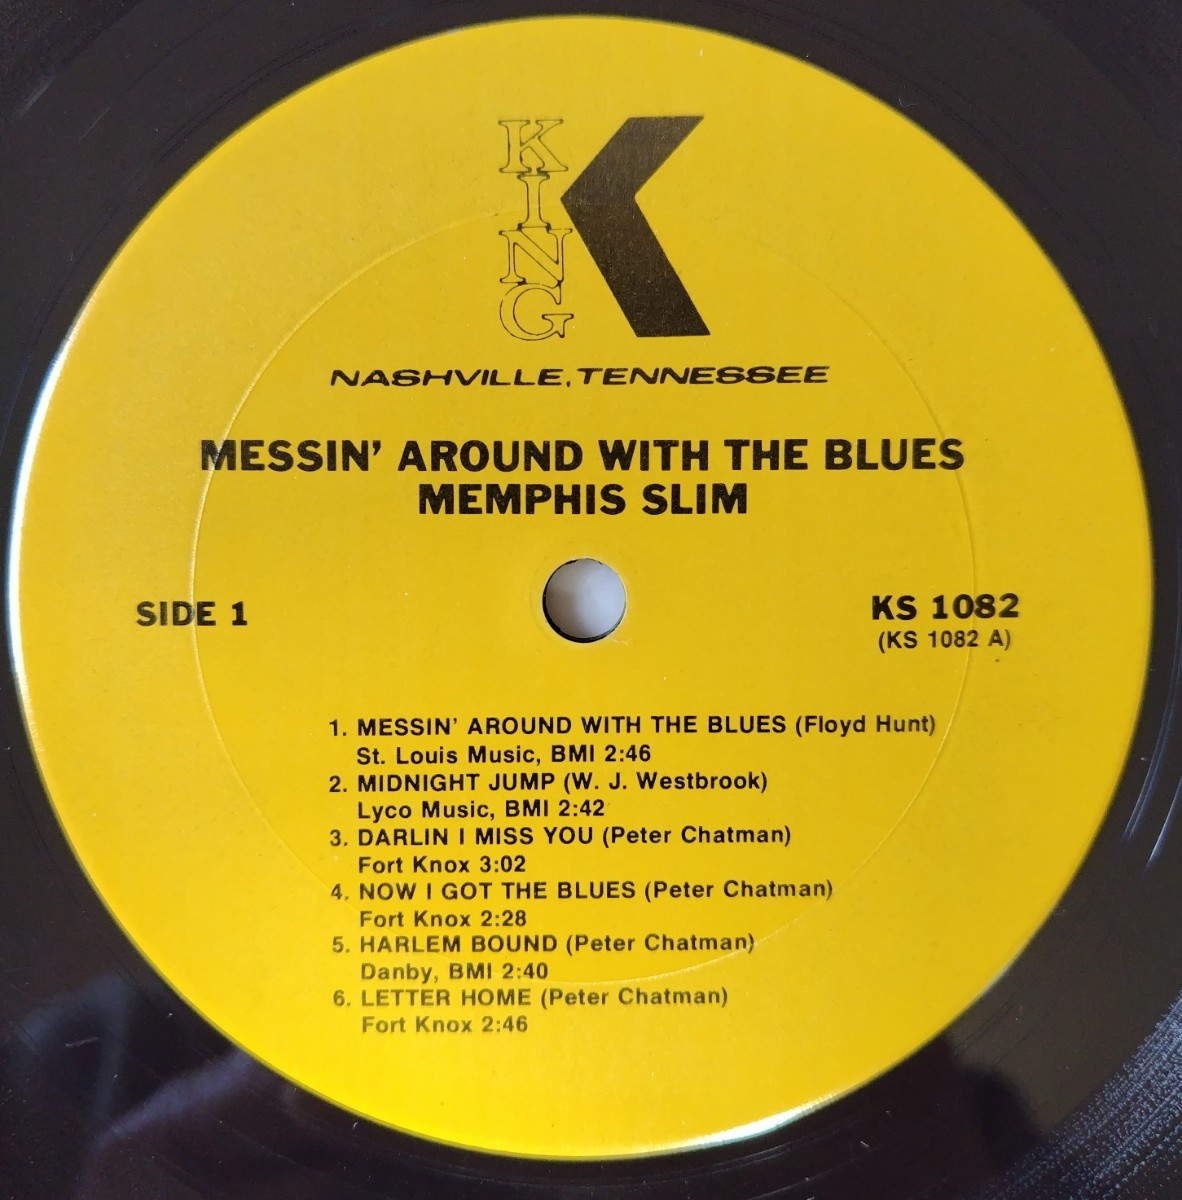 KING
NASHVILLE, TENNESSEE
MESSIN' AROUND WITH THE BLUES
MEMPHIS SLIM
SIDE 1
KS 1082
(KS 1082 A)
1. MESSIN' AROUND WITH THE BLUES (Floyd Hunt)
St. Louis Music, BMI 2:46
2. MIDNIGHT JUMP (W. J. Westbrook)
Lyco Music, BMI 2:42
3. DARLIN I MISS YOU (Peter Chatman)
Fort Knox 3:02
4. NOW I GOT THE BLUES (Peter Chatman)
Fort Knox 2:28
5. HARLEM BOUND (Peter Chatman)
Danby, BMI 2:40
6. LETTER HOME (Peter Chatman)
Fort Knox 2:46